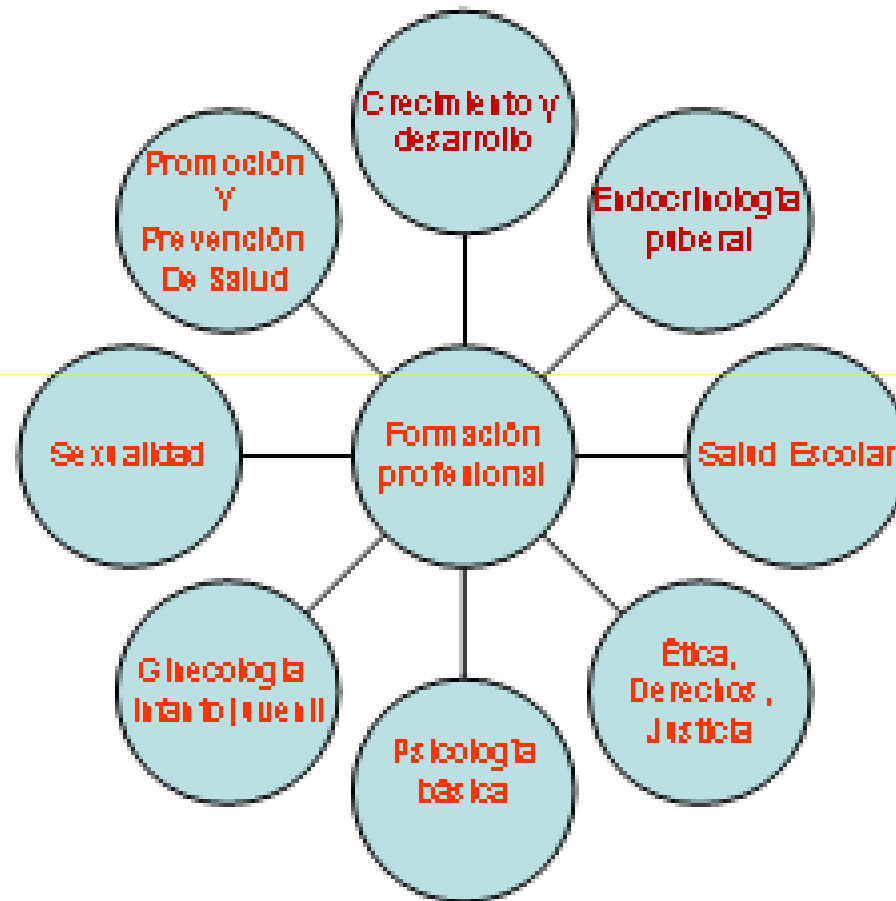 Crecimiento y
desarrollo
Endocrinología
puberal
Salud Escolar
Ética,
Derechos,
Justicia
Psicología
básica
Ginecología
Infanto juvenil
Sexualidad
Promoción
Y
Prevención
De Salud
Formación
profesional